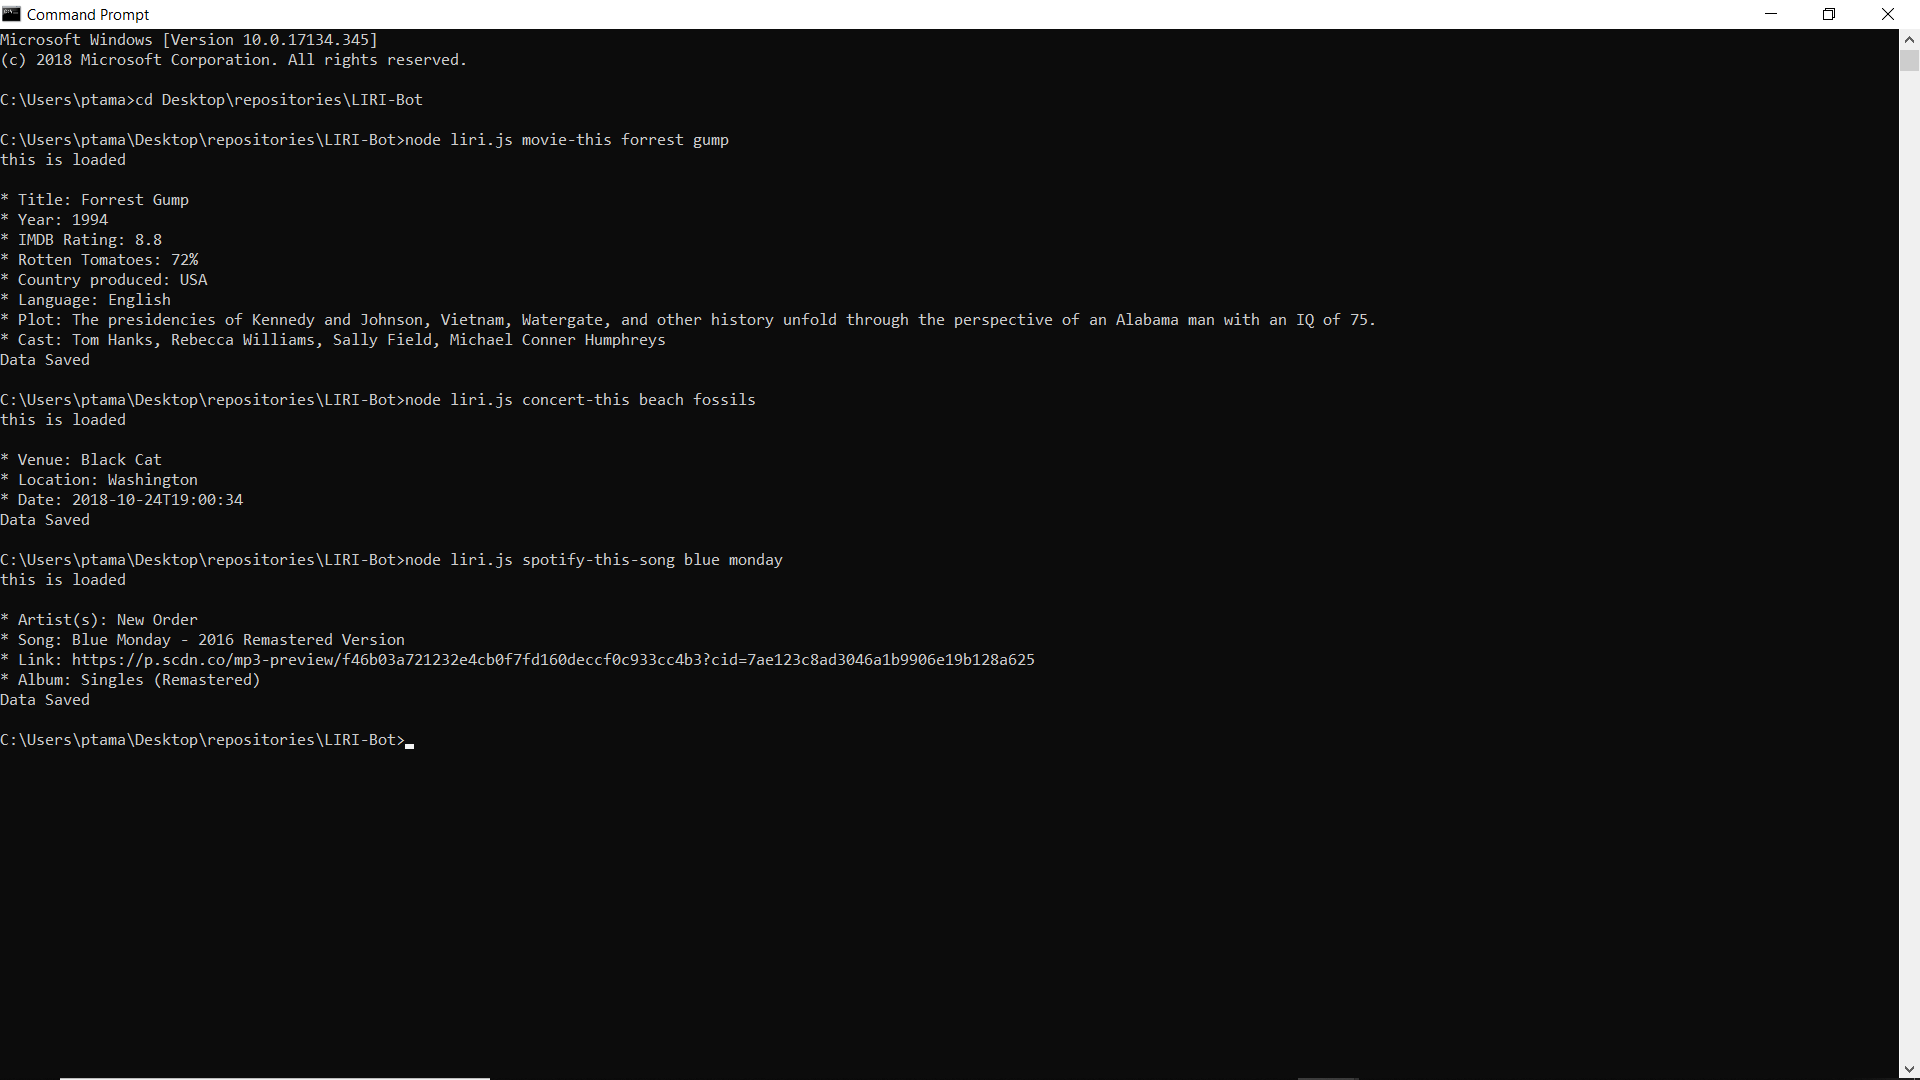 Command Prompt
Microsoft Windows [Version 10.0.17134.345]
(c) 2018 Microsoft Corporation. All rights reserved.
C:\Users\ptama>cd Desktop\repositories\LIRI-Bot
C:\Users\ptama\Desktop\repositories\LIRI-Bot>node liri.js movie-this forrest gump
this is loaded
* Title: Forrest Gump
* Year: 1994
* IMDB Rating: 8.8
* Rotten Tomatoes: 72%
* Country produced: USA
* Language: English
* Plot: The presidencies of Kennedy and Johnson, Vietnam, Watergate, and other history unfold through the perspective of an Alabama man with an IQ of 75.
* Cast: Tom Hanks, Rebecca Williams, Sally Field, Michael Conner Humphreys
Data Saved
C:\Users\ptama\Desktop\repositories\LIRI-Bot>node liri.js concert-this beach fossils
this is loaded
* Venue: Black Cat
* Location: Washington
* Date: 2018-10-24T19:00:34
Data Saved
C:\Users\ptama\Desktop\repositories\LIRI-Bot>node liri.js spotify-this-song blue monday
this is loaded
* Artist(s): New Order
* Song: Blue Monday - 2016 Remastered Version
* Link: https://p.scdn.co/mp3-preview/f46b03a721232e4cb0f7fd160deccf0c933cc4b3?cid=7ae123c8ad3046a1b9906e19b128a625
* Album: Singles (Remastered)
Data Saved
C:\Users\ptama\Desktop\repositories\LIRI-Bot>